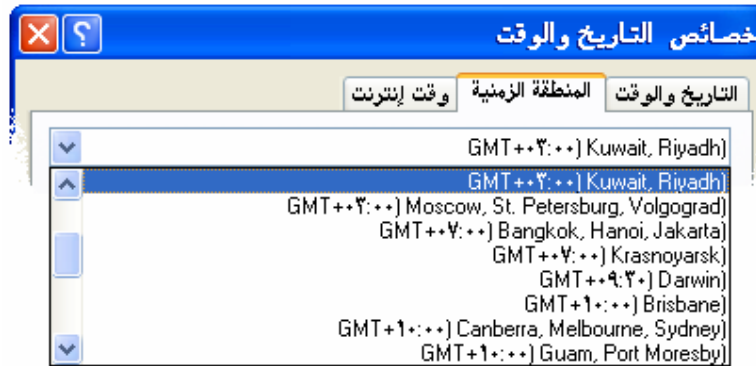 خصائص التاريخ والوقت
التاريخ والوقت المنطقة الزمنية وقت إنترنت
GMT+٠٣:٠٠) Kuwait, Riyadh)
GMT+٠٣:٠٠) Kuwait, Riyadh)
GMT+٠٣:٠٠) Moscow, St. Petersburg, Volgograd)
GMT+٠٧:٠٠) Bangkok, Hanoi, Jakarta)
GMT+٠٧:٠٠) Krasnoyarsk)
GMT+٠٩:٣٠) Darwin)
GMT+١٠:٠٠) Brisbane)
GMT+١٠:٠٠) Canberra, Melbourne, Sydney)
GMT+١٠:٠٠) Guam, Port Moresby)